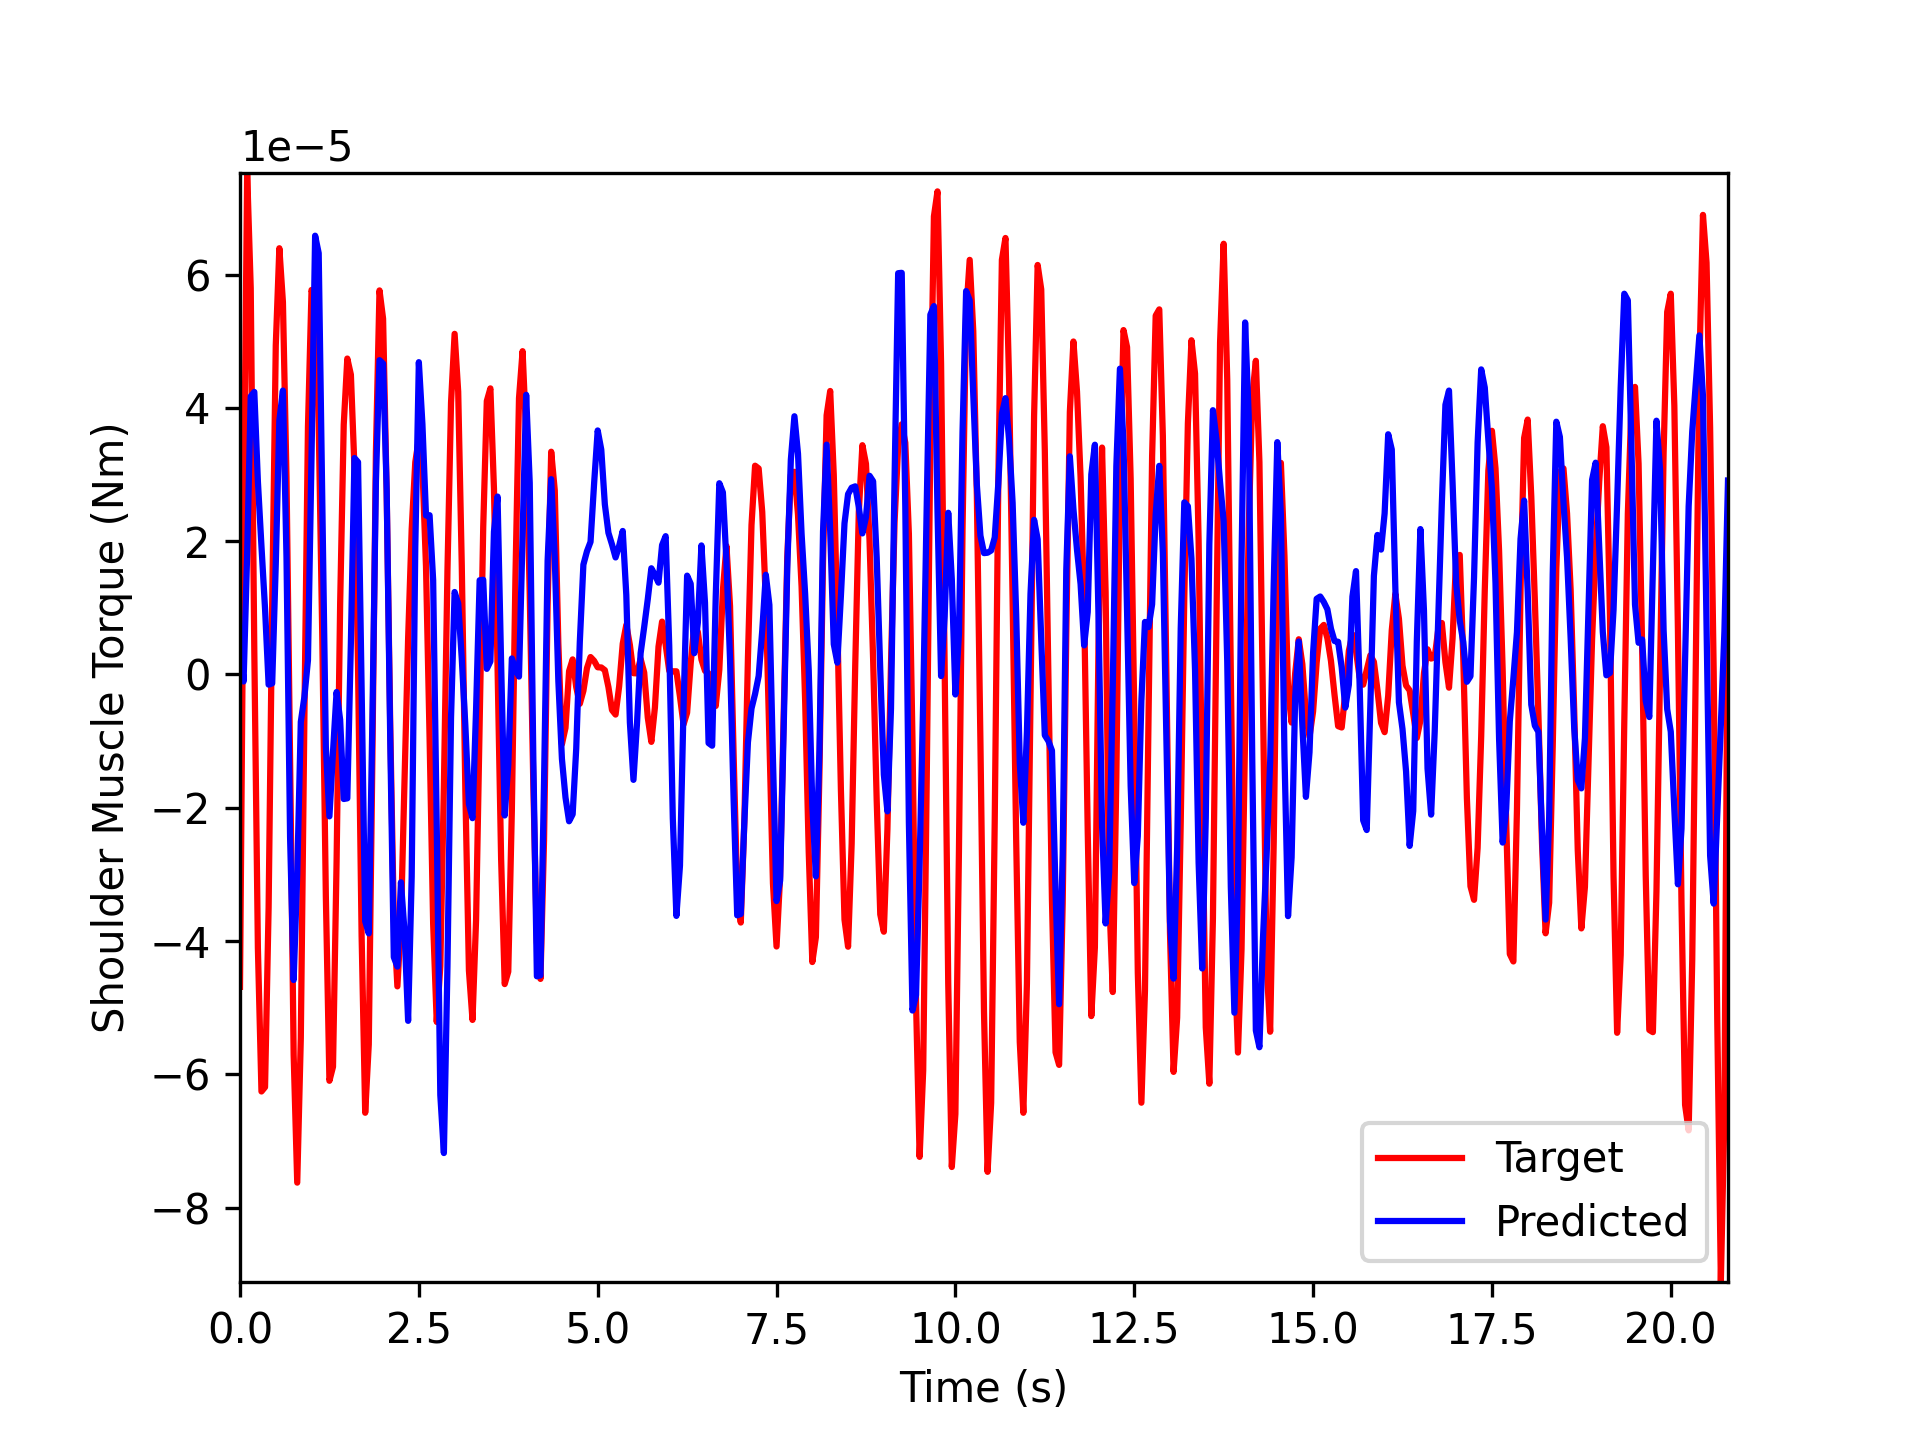 1e−5
Shoulder Muscle Torque (Nm)
6
4
2
0
−2
−4
−6
−8
Target
Predicted
0.0 2.5 5.0 7.5 10.0 12.5 15.0 17.5 20.0
Time (s)